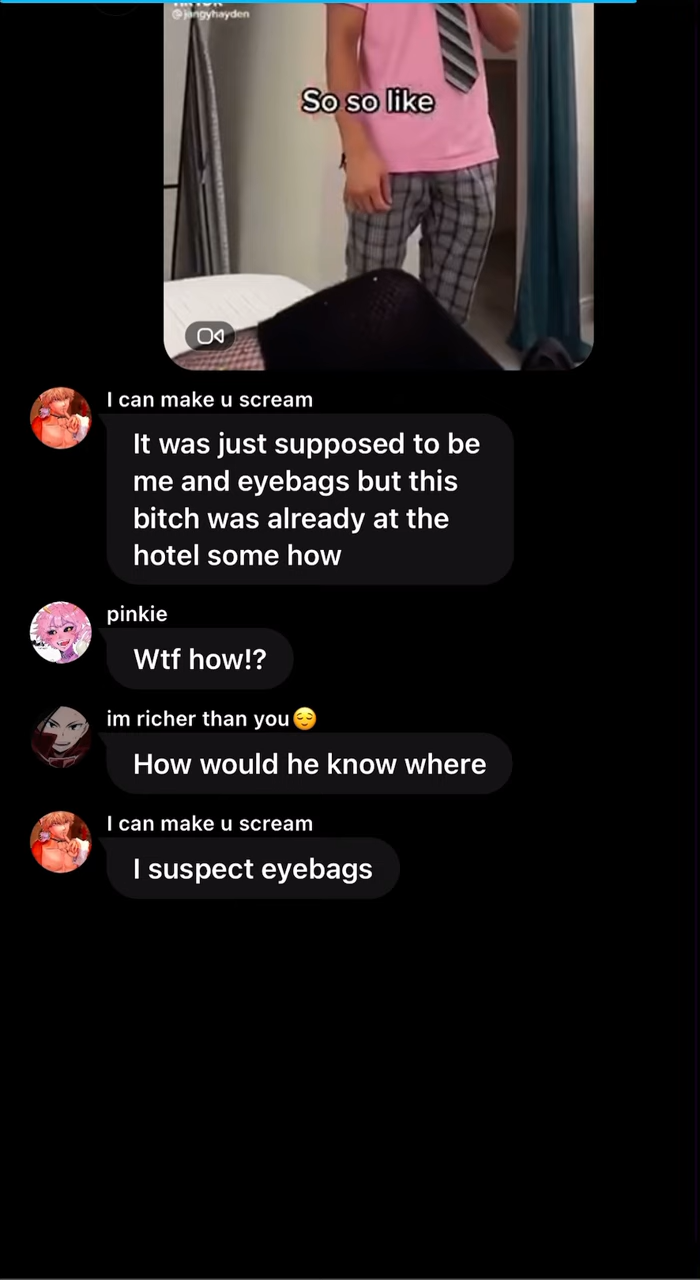 @jangyhayden
So so like
I can make u scream
It was just supposed to be
me and eyebags but this
bitch was already at the
hotel some how
pinkie
Wtf how!?
im richer than you😌
How would he know where
I can make u scream
I suspect eyebags